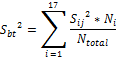 S_{bt}^2 = \sum_{i=1}^{17} \frac{S_{ij}^2 * N_i}{N_{total}}